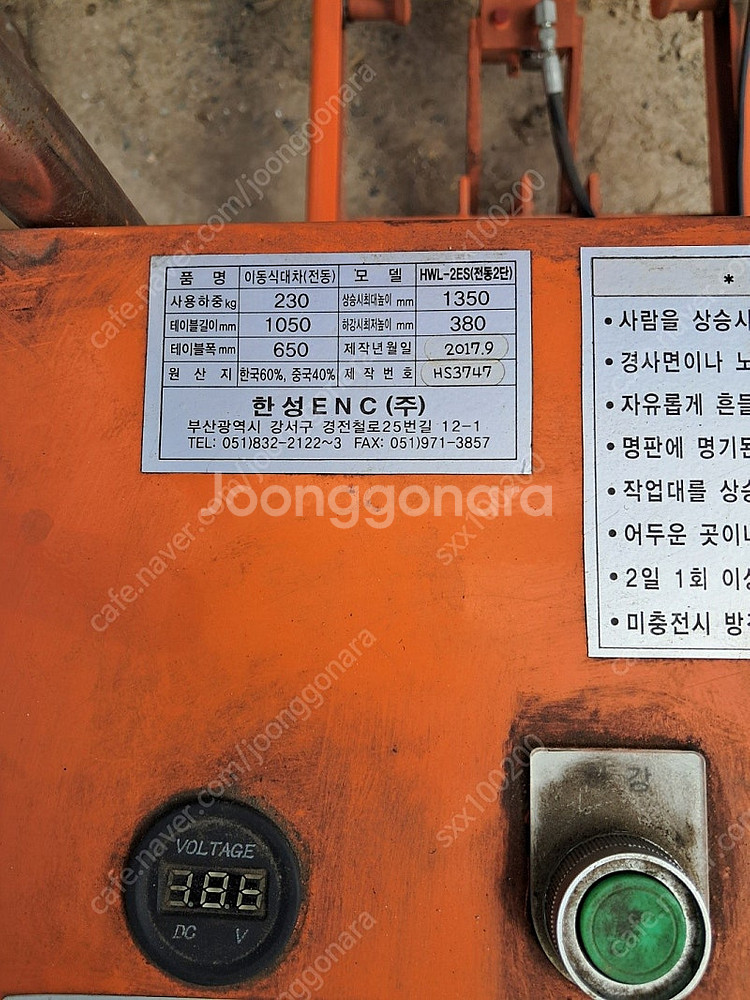 품 명 이동식대차(전동) 모 델 HWL-2ES(전동2단)
사용하중kg 230 상승시최대높이 mm 1350
테이블길이mm 1050 하강시최저높이 mm 380
테이블폭mm 650 제작년월일 2017.9
원 산 지 한국60%, 중국40% 제 작 번 호 HS3747
한성ENC(주)
부산광역시 강서구 경전철로25번길 12-1
TEL: 051)832-2122~3 FAX: 051)971-3857
*
• 사람을 상승시
• 경사면이나
• 자유롭게 흔들
• 명판에 명기된
• 작업대를 상승
• 어두운 곳이나
• 2일 1회 이상
• 미충전시 방전
Joonggonara
cafe.naver.com/joonggonara
sxx100200
VOLTAGE
DC V
강